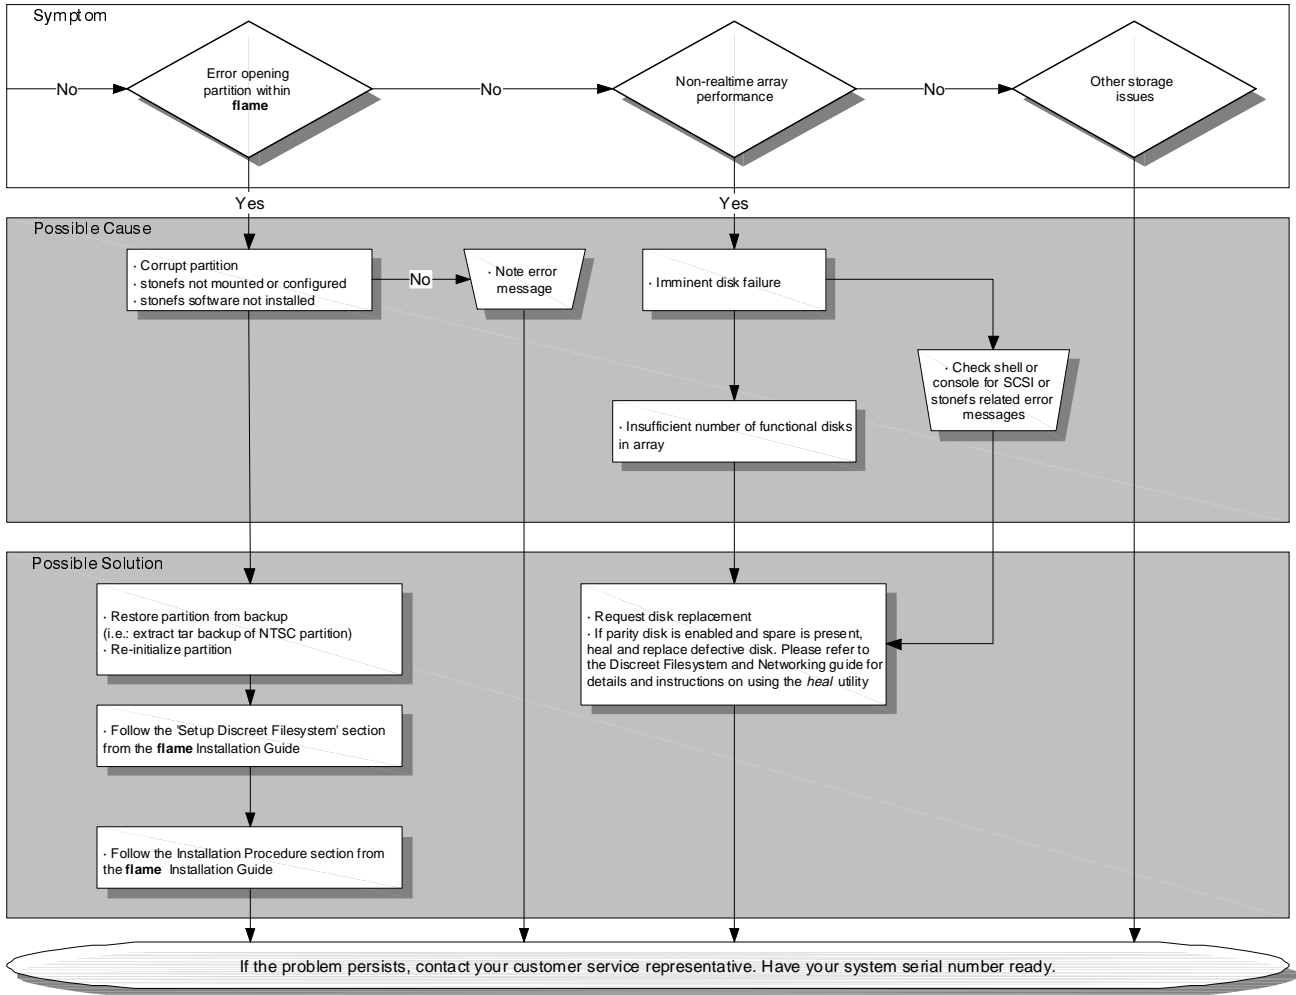 Symptom
No
Error opening
partition within
flame
No
Non-realtime array
performance
No
Other storage
issues
Yes
Yes
Possible Cause
· Corrupt partition
· stonefs not mounted or configured
· stonefs software not installed
No
· Note error
message
· Imminent disk failure
· Check shell or
console for SCSI or
stonefs related error
messages
· Insufficient number of functional disks
in array
Possible Solution
· Restore partition from backup
(i.e.: extract tar backup of NTSC partition)
· Re-initialize partition
· Request disk replacement
· If parity disk is enabled and spare is present,
heal and replace defective disk. Please refer to
the Discreet Filesystem and Networking guide for
details and instructions on using the heal utility
· Follow the 'Setup Discreet Filesystem' section
from the flame Installation Guide
· Follow the Installation Procedure section from
the flame Installation Guide
If the problem persists, contact your customer service representative. Have your system serial number ready.